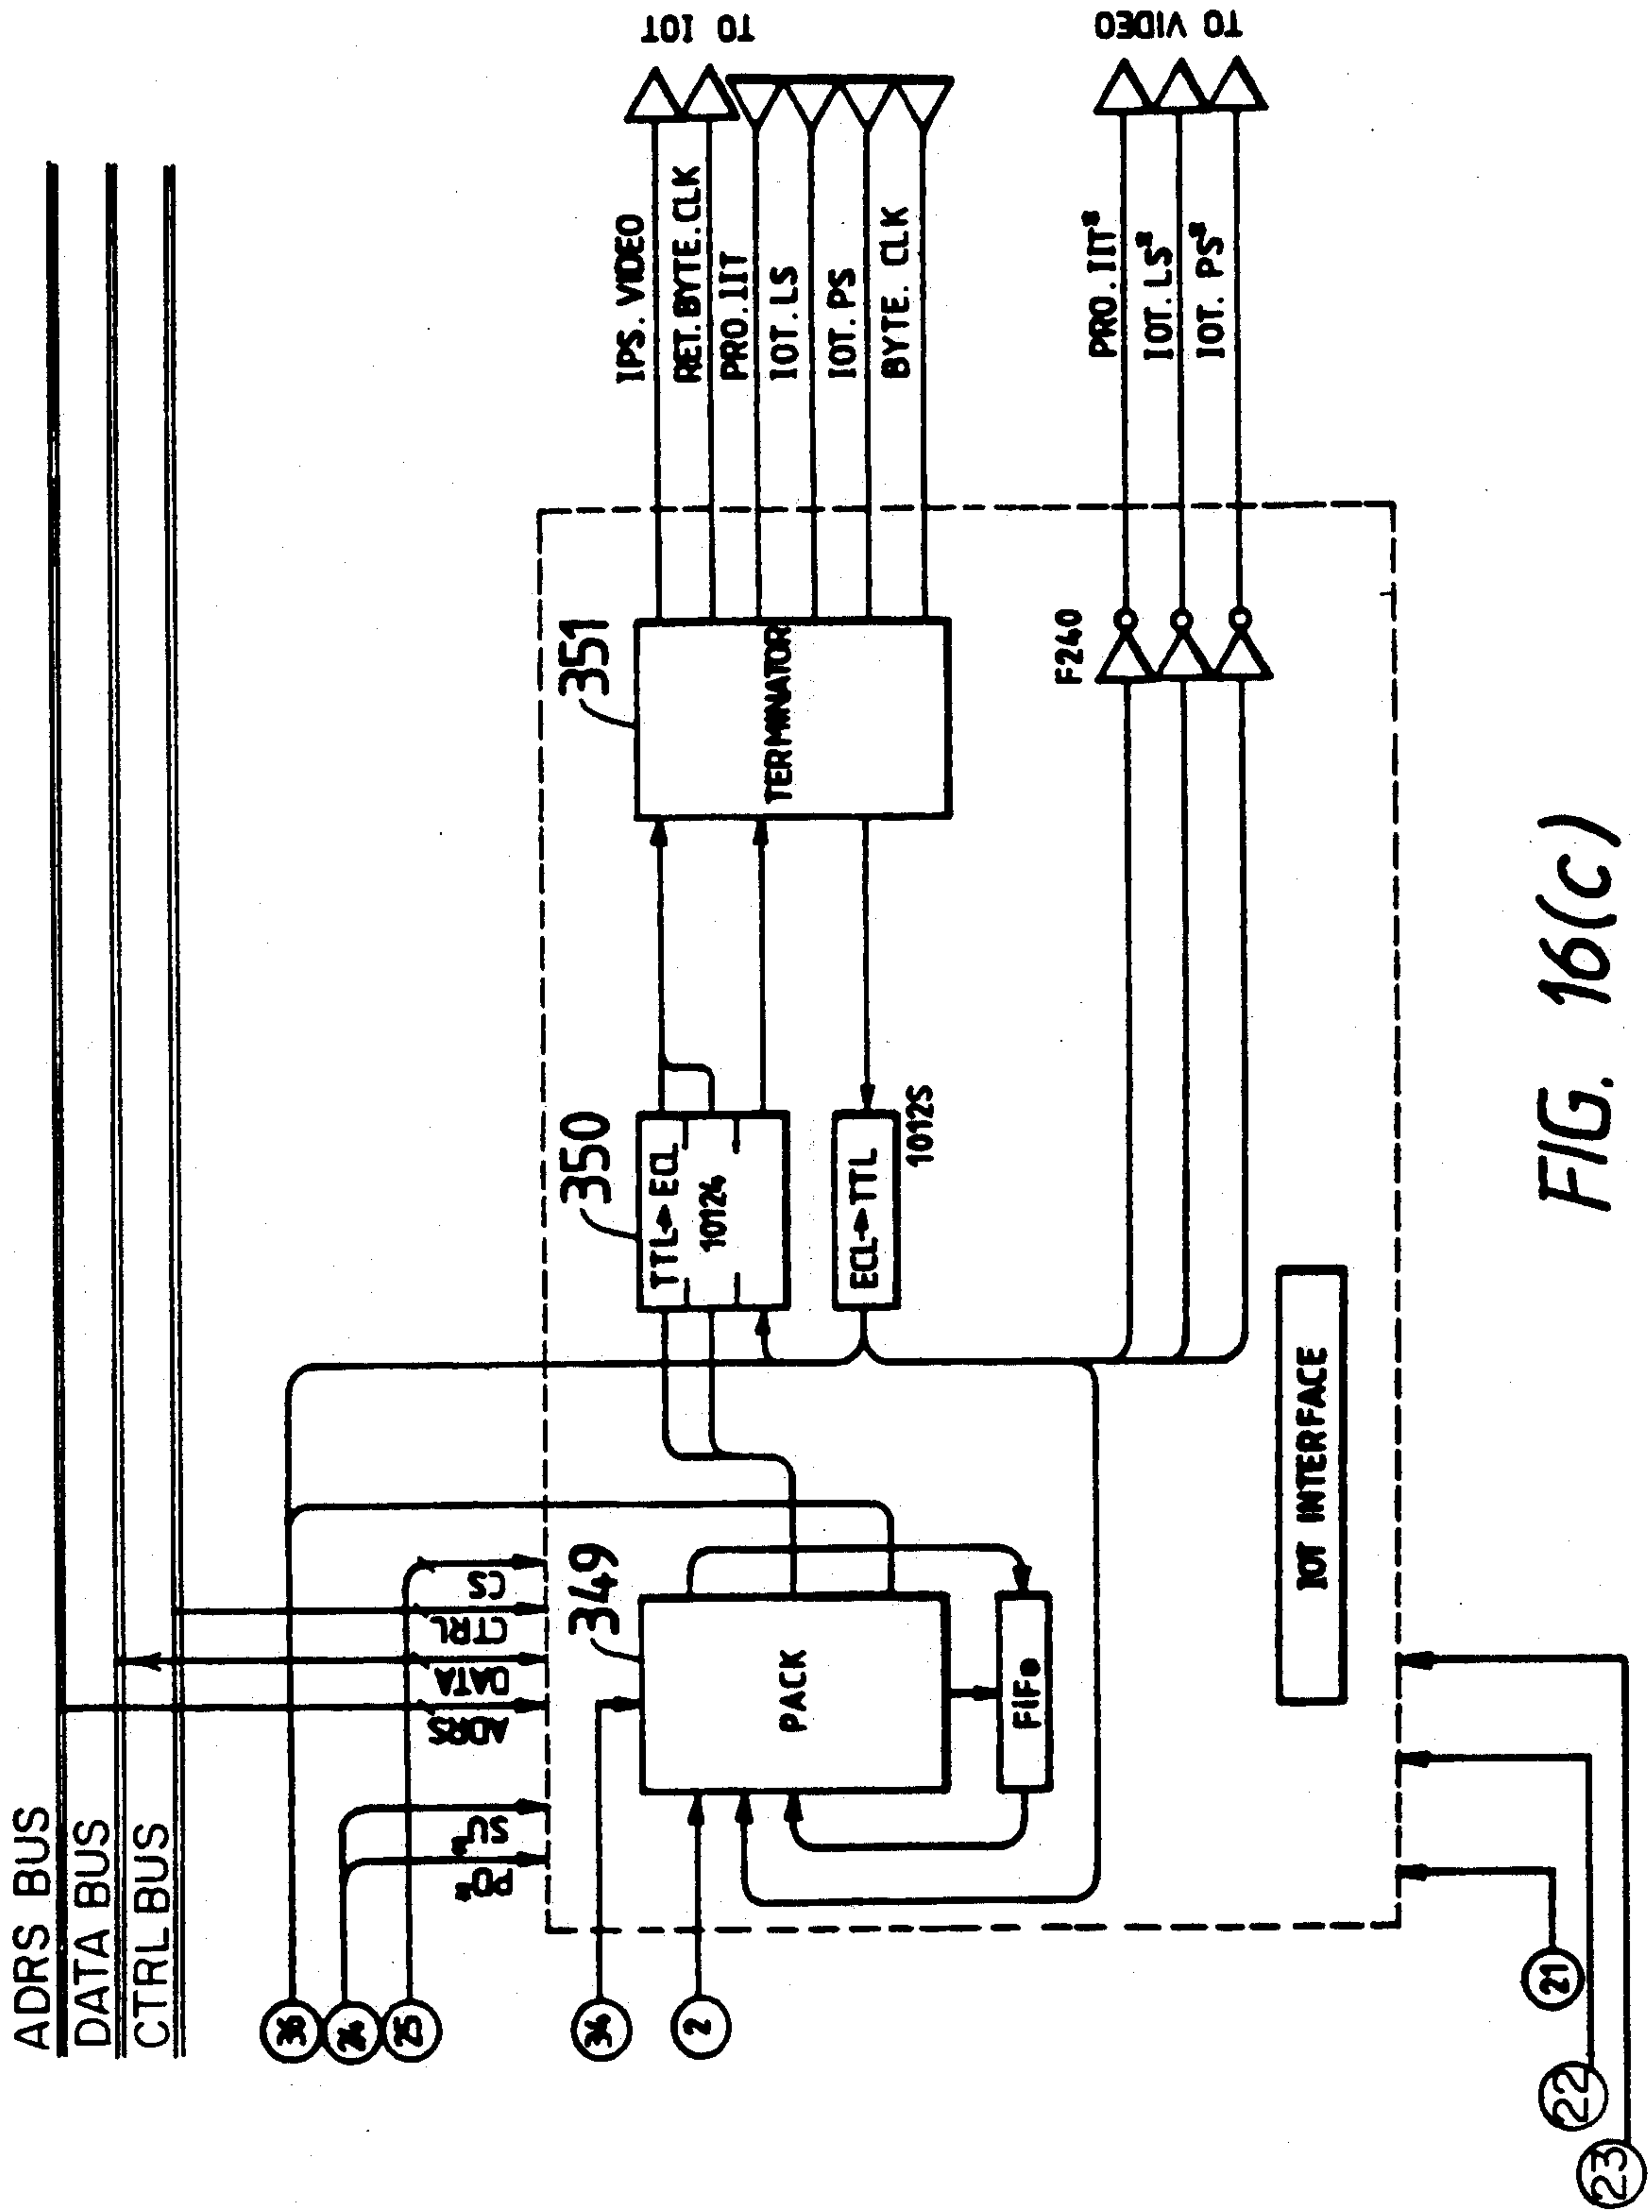 ADRS BUS
DATA BUS
CTRL BUS
36
24
25
34
2
PD*
SC*
ADRS
DATA
CTRL
CS
349
PACK
FiFo
350
TTL→ECL
10124
ECL→TTL
10125
351
TERMINATOR
IPS. VIDEO
RET. BYTE. CLK
PRO. IIT
IOT. LS
IOT. PS
BYTE. CLK
TO IOT
F240
PRO. IIT*
IOT. LS*
IOT. PS*
TO VIDEO
IOT INTERFACE
21
22
23
FIG. 16(c)